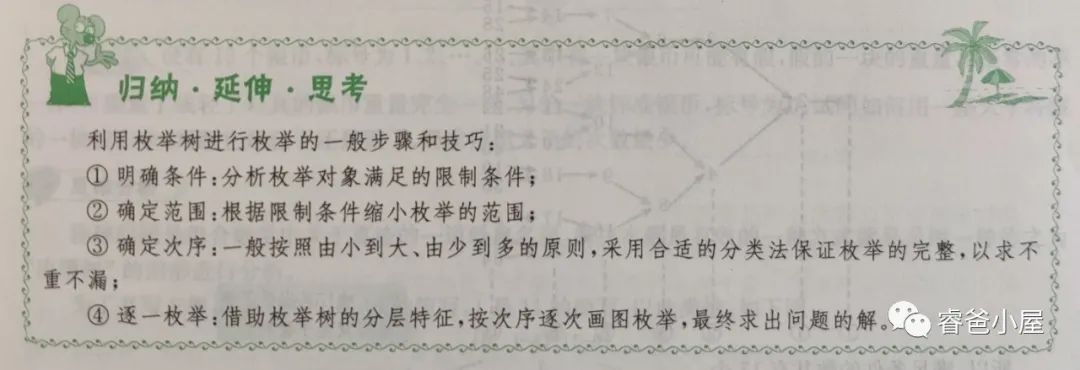 归纳·延伸·思考
利用枚举树进行枚举的一般步骤和技巧:
① 明确条件:分析枚举对象满足的限制条件;
② 确定范围:根据限制条件缩小枚举的范围;
③ 确定次序:一般按照由小到大、由少到多的原则,采用合适的分类法保证枚举的完整,以求不
重不漏;
④ 逐一枚举:借助枚举树的分层特征,按次序逐次画图枚举,最终求出问题的解。
睿爸小屋